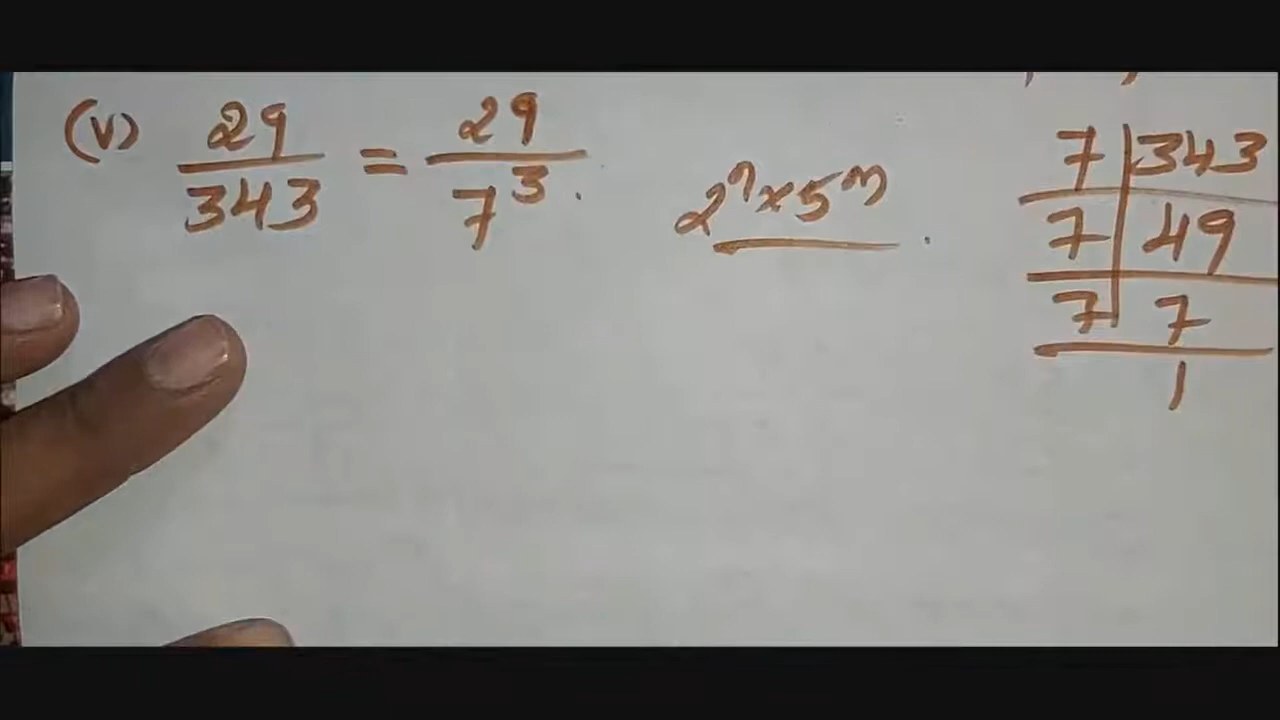 (v) 29/343 = 29/7³.
2ⁿ×5ᵐ.
7|343
7|49
7|7
1